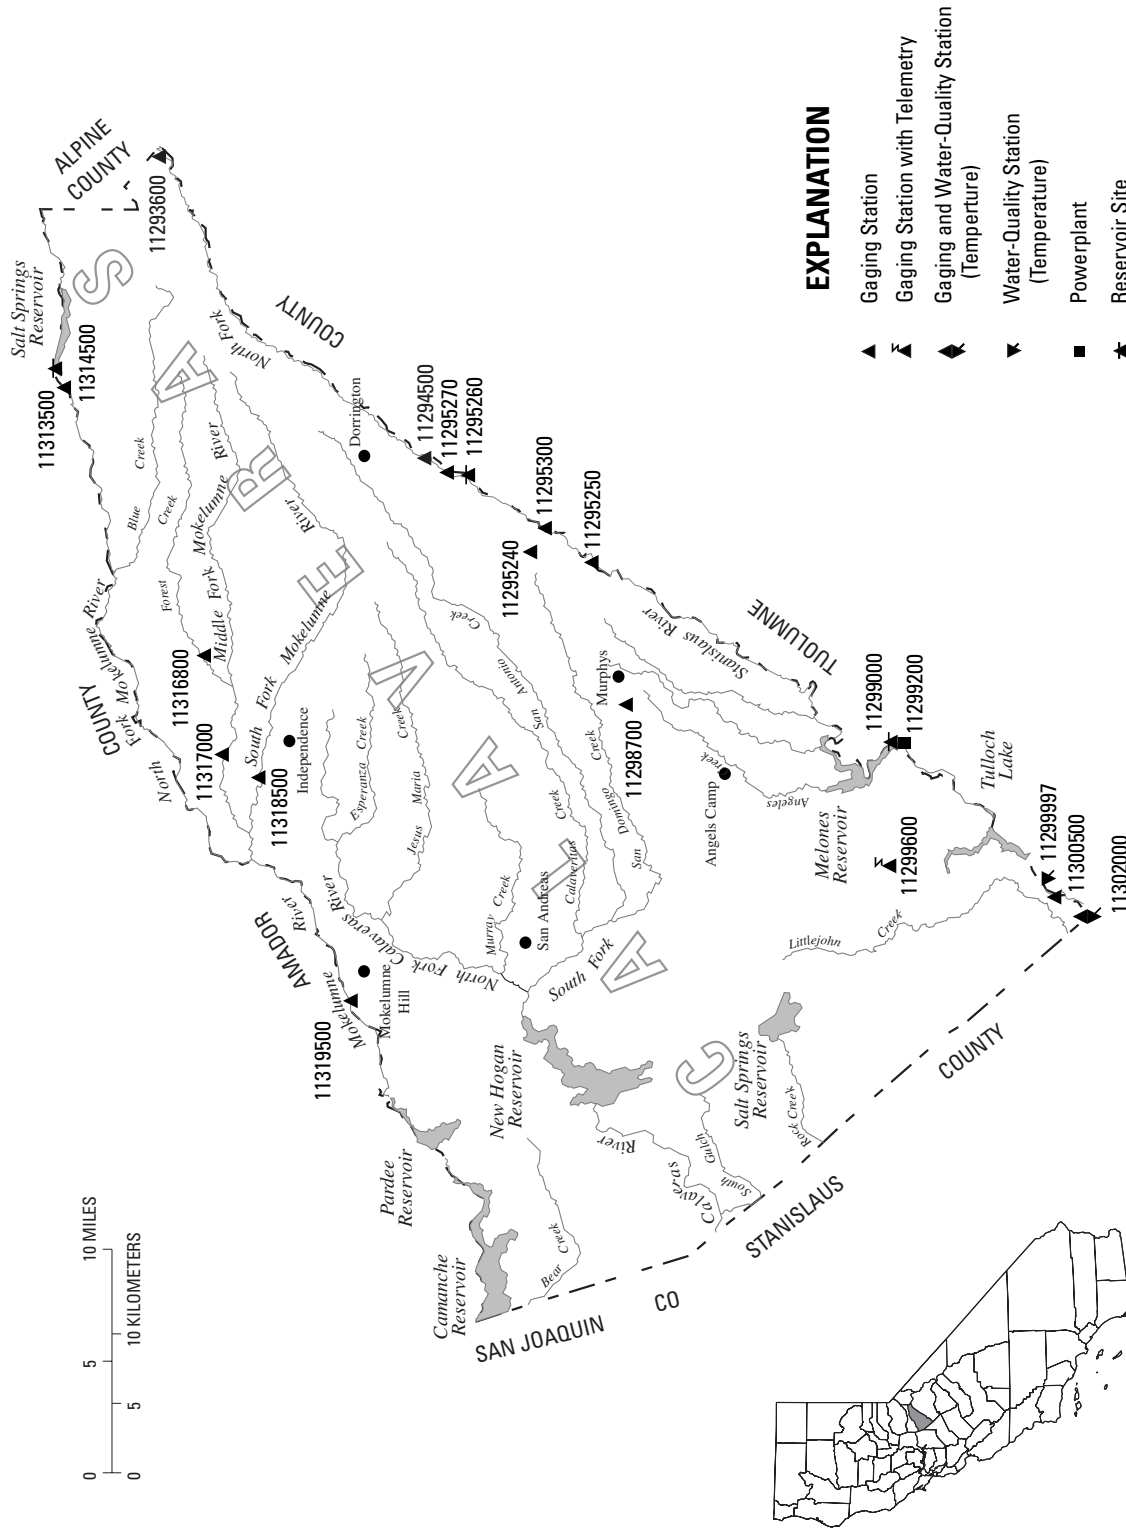 ALPINE
COUNTY
11293600
Salt Springs
Reservoir
11313500
11314500
S
A
R
E
V
A
L
A
C
COUNTY
North Fork
Blue
Creek
Forest
Creek
Middle Fork Mokelumne River
South Fork Mokelumne River
North Fork Mokelumne River
COUNTY
AMADOR
11316800
11317000
11318500
Independence
Dorrington
11294500
11295270
11295260
11295300
11295250
11295240
Esperanza Creek
Jesus Maria Creek
San Antonio Creek
Calaveritas Creek
San Domingo Creek
Murray Creek
San Andreas
North Fork Calaveras River
South Fork
Mokelumne River
Mokelumne
Hill
11319500
Murphys
11298700
Angels Camp
Angeles Creek
Stanislaus River
TUOLUMNE
11299000
11299200
Melones
Reservoir
11299600
Tulloch
Lake
11299997
11300500
11302000
Littlejohn Creek
Salt Springs
Reservoir
Rock Creek
New Hogan
Reservoir
Calaveras River
South Gulch
Pardee
Reservoir
Camanche
Reservoir
Bear Creek
SAN JOAQUIN CO
STANISLAUS COUNTY
0 5 10 MILES
0 5 10 KILOMETERS
EXPLANATION
Gaging Station
Gaging Station with Telemetry
Gaging and Water-Quality Station
(Temperture)
Water-Quality Station
(Temperature)
Powerplant
Reservoir Site